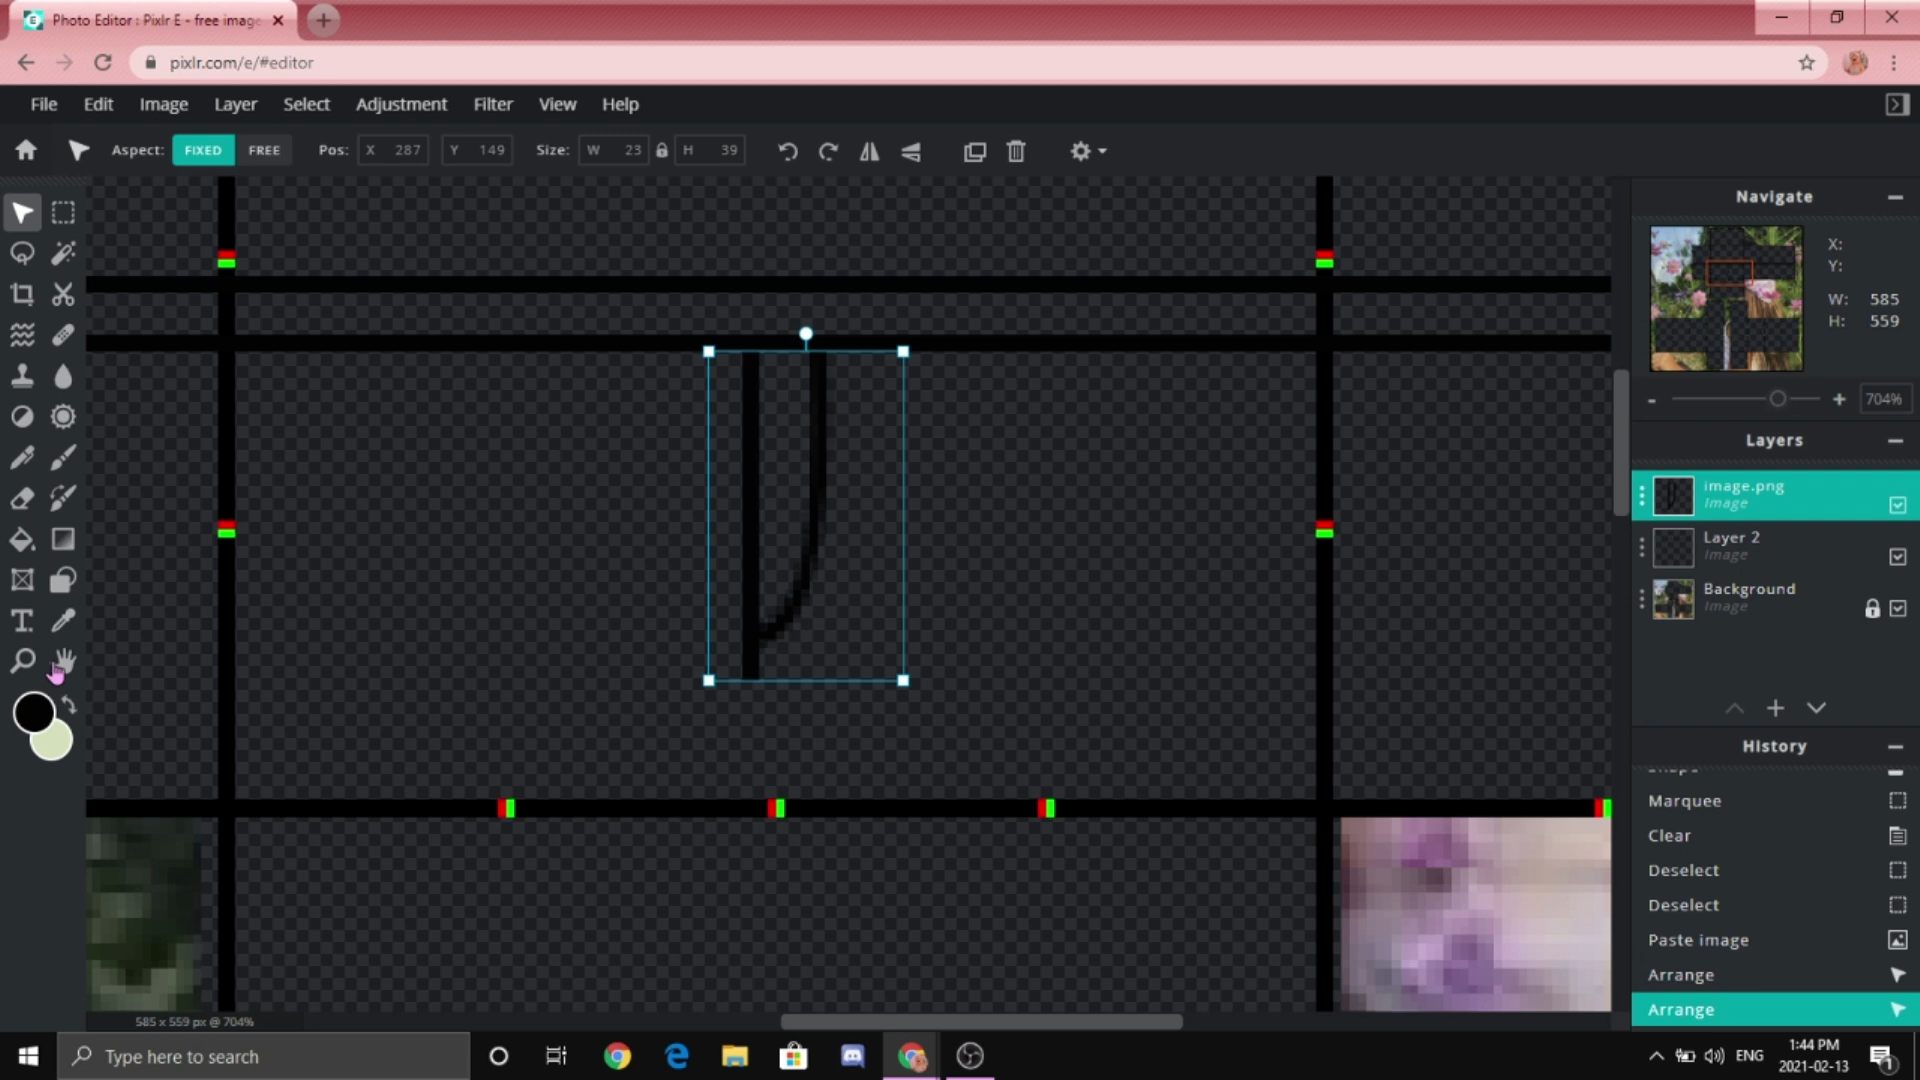 Photo Editor : Pixlr E - free image
pixlr.com/e/#editor
File Edit Image Layer Select Adjustment Filter View Help
Aspect: FIXED FREE Pos: X 287 Y 149 Size: W 23 H 39
Navigate
X:
Y:
W: 585
H: 559
- + 704%
Layers
image.png
Image
Layer 2
Image
Background
Image
History
Marquee
Clear
Deselect
Deselect
Paste image
Arrange
Arrange
585 x 559 px @ 704%
Type here to search
ENG
1:44 PM
2021-02-13
1